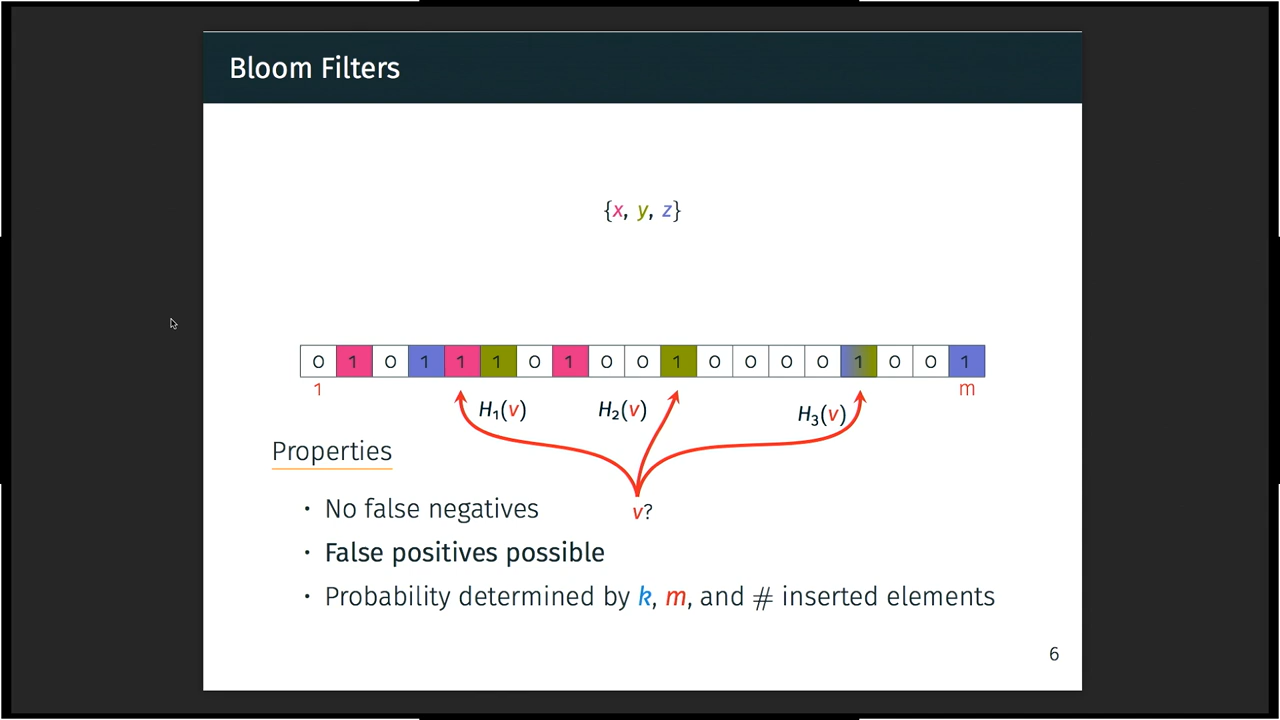 Bloom Filters
{x, y, z}
0 1 0 1 1 1 0 1 0 0 1 0 0 0 0 1 0 0 1
1 m
H₁(v) H₂(v) H₃(v)
Properties
v?
• No false negatives
• False positives possible
• Probability determined by k, m, and # inserted elements
6